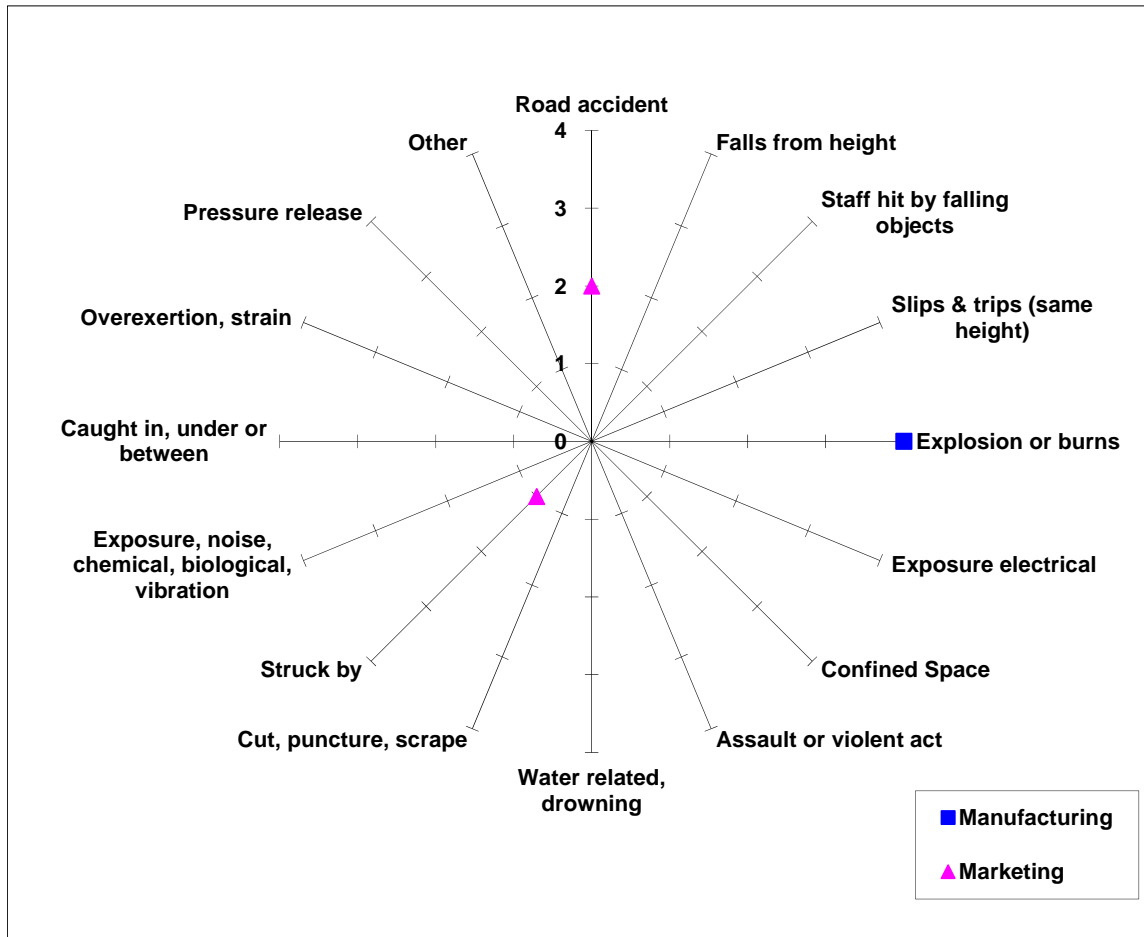 Road accident
4
Other
Falls from height
3
Pressure release
Staff hit by falling
objects
2
Overexertion, strain
Slips & trips (same
height)
1
Caught in, under or
between
0
Explosion or burns
Exposure, noise,
chemical, biological,
vibration
Exposure electrical
Struck by
Confined Space
Cut, puncture, scrape
Assault or violent act
Water related,
drowning
Manufacturing
Marketing